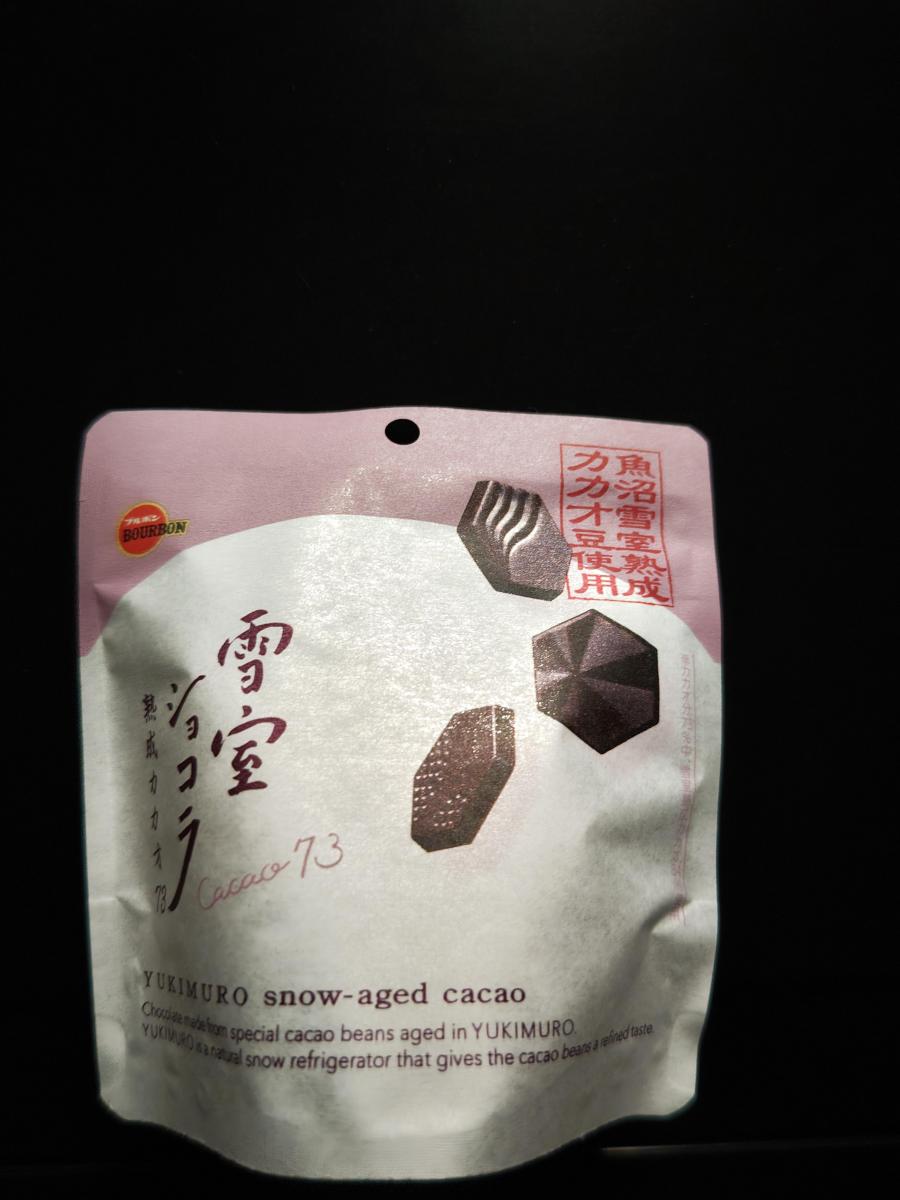 魚沼雪室熟成
カカオ豆使用
ブルボン
BOURBON
雪室
ショコラ
熟成カカオ73
Cacao 73
YUKIMURO snow-aged cacao
Chocolate made from special cacao beans aged in YUKIMURO.
YUKIMURO is a natural snow refrigerator that gives the cacao beans a refined taste.